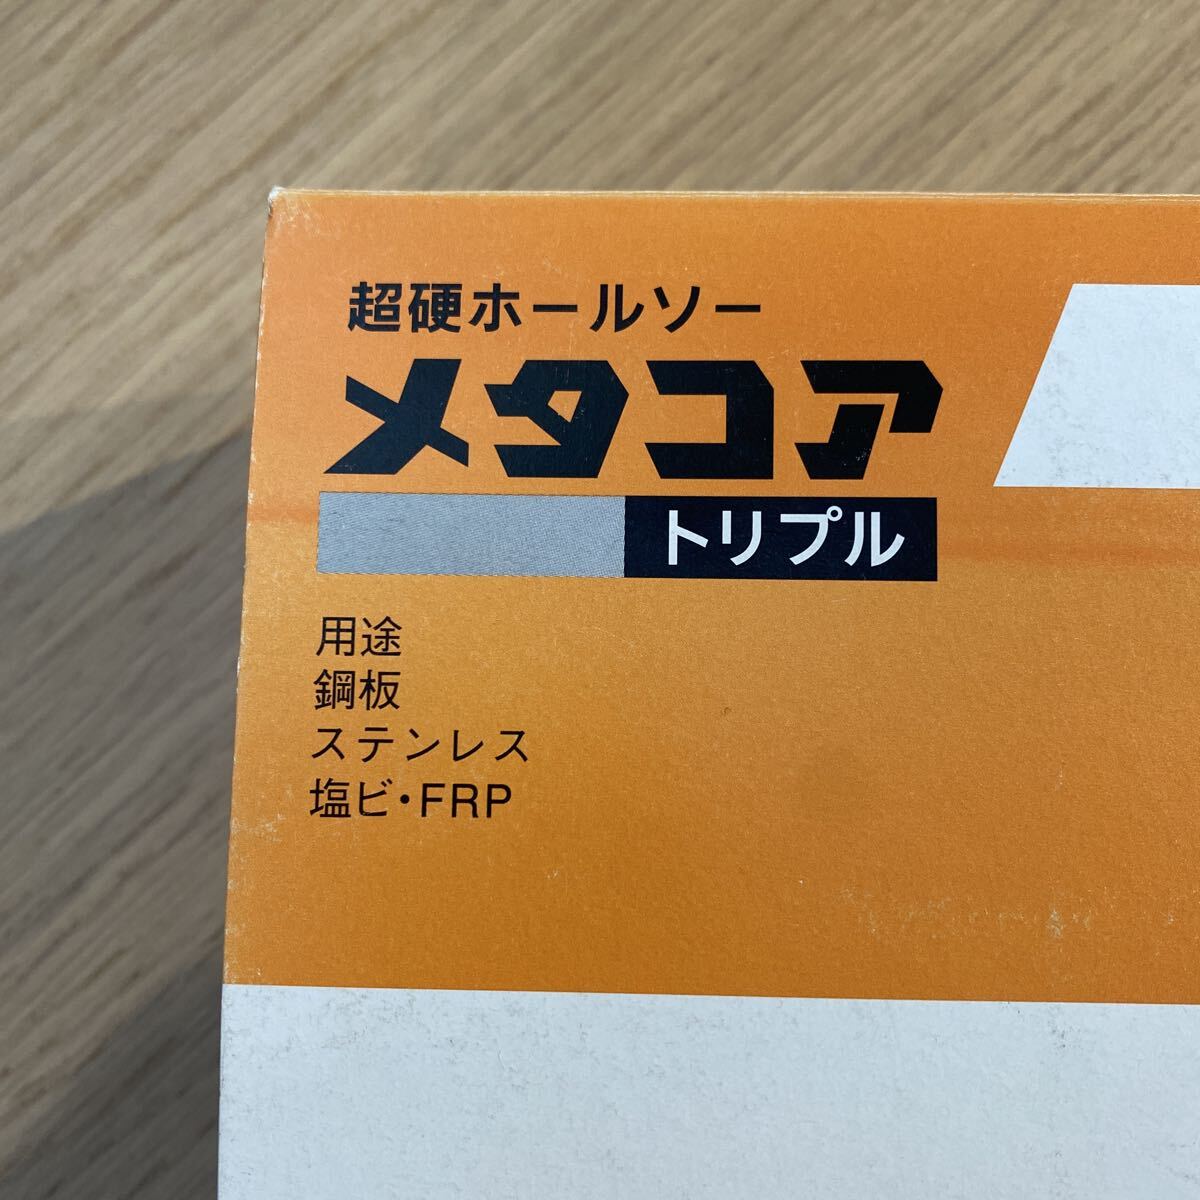 超硬ホールソー
メタコア
トリプル
用途
鋼板
ステンレス
塩ビ・FRP